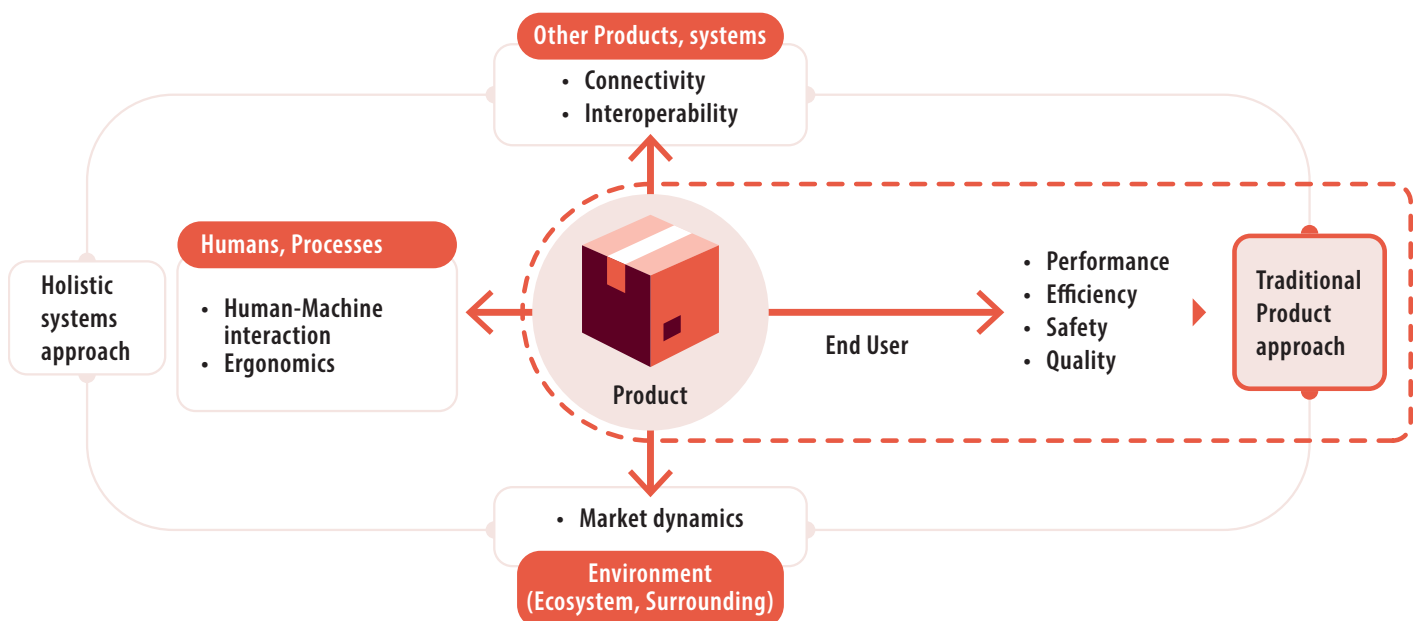 Other Products, systems
• Connectivity
• Interoperability
Humans, Processes
• Human-Machine
interaction
• Ergonomics
Holistic
systems
approach
Product
End User
• Performance
• Efficiency
• Safety
• Quality
Traditional
Product
approach
• Market dynamics
Environment
(Ecosystem, Surrounding)